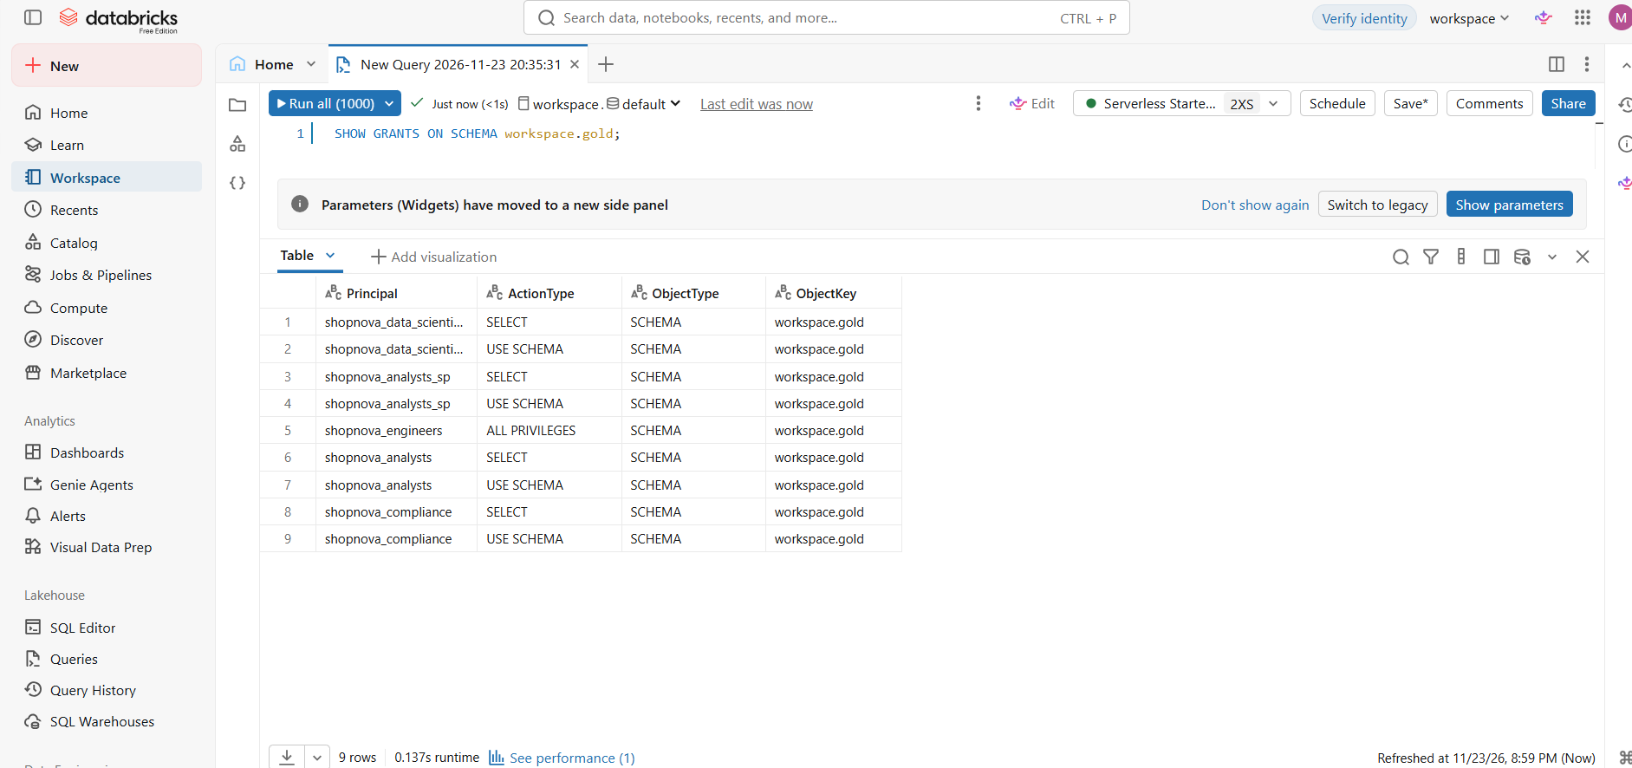 databricks
Free Edition
Search data, notebooks, recents, and more...
CTRL + P
Verify identity
workspace
M
New
Home
Learn
Workspace
Recents
Catalog
Jobs & Pipelines
Compute
Discover
Marketplace
Analytics
Dashboards
Genie Agents
Alerts
Visual Data Prep
Lakehouse
SQL Editor
Queries
Query History
SQL Warehouses
Home
New Query 2026-11-23 20:35:31
Run all (1000)
Just now (<1s)
workspace.
default
Last edit was now
Edit
Serverless Starte...
2XS
Schedule
Save*
Comments
Share
1 SHOW GRANTS ON SCHEMA workspace.gold;
Parameters (Widgets) have moved to a new side panel
Don't show again
Switch to legacy
Show parameters
Table
Add visualization
Principal ActionType ObjectType ObjectKey
1 shopnova_data_scienti... SELECT SCHEMA workspace.gold
2 shopnova_data_scienti... USE SCHEMA SCHEMA workspace.gold
3 shopnova_analysts_sp SELECT SCHEMA workspace.gold
4 shopnova_analysts_sp USE SCHEMA SCHEMA workspace.gold
5 shopnova_engineers ALL PRIVILEGES SCHEMA workspace.gold
6 shopnova_analysts SELECT SCHEMA workspace.gold
7 shopnova_analysts USE SCHEMA SCHEMA workspace.gold
8 shopnova_compliance SELECT SCHEMA workspace.gold
9 shopnova_compliance USE SCHEMA SCHEMA workspace.gold
9 rows
0.137s runtime
See performance (1)
Refreshed at 11/23/26, 8:59 PM (Now)